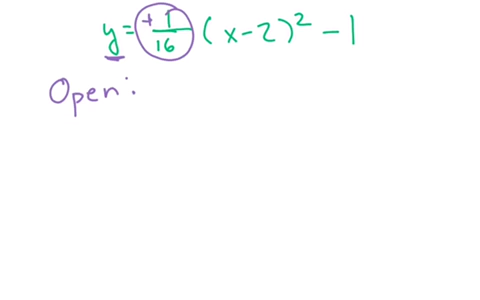 y = +1/16 (x-2)² - 1
Open: